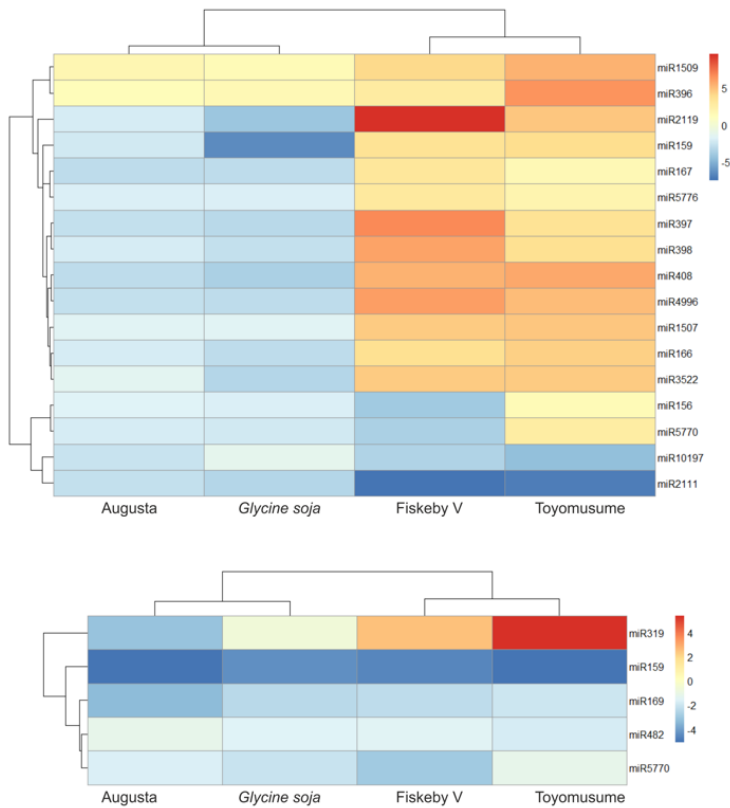 miR1509
miR396
5
miR2119
0
miR159
-5
miR167
miR5776
miR397
miR398
miR408
miR4996
miR1507
miR166
miR3522
miR156
miR5770
miR10197
miR2111
Augusta Glycine soja Fiskeby V Toyomusume
miR319
4
2
miR159
0
miR169
-2
miR482
-4
miR5770
Augusta Glycine soja Fiskeby V Toyomusume